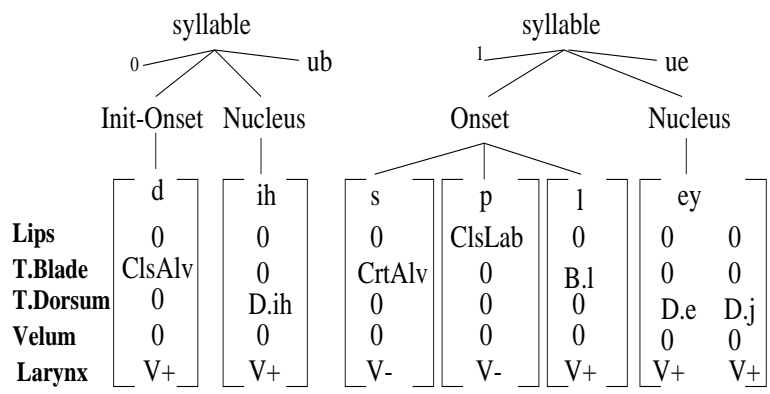 syllable syllable
0 ub 1 ue
Init-Onset Nucleus Onset Nucleus
d ih s p l ey
Lips 0 0 0 ClsLab 0 0 0
T.Blade ClsAlv 0 CrtAlv 0 B.l 0 0
T.Dorsum 0 D.ih 0 0 0 D.e D.j
Velum 0 0 0 0 0 0 0
Larynx V+ V+ V- V- V+ V+ V+